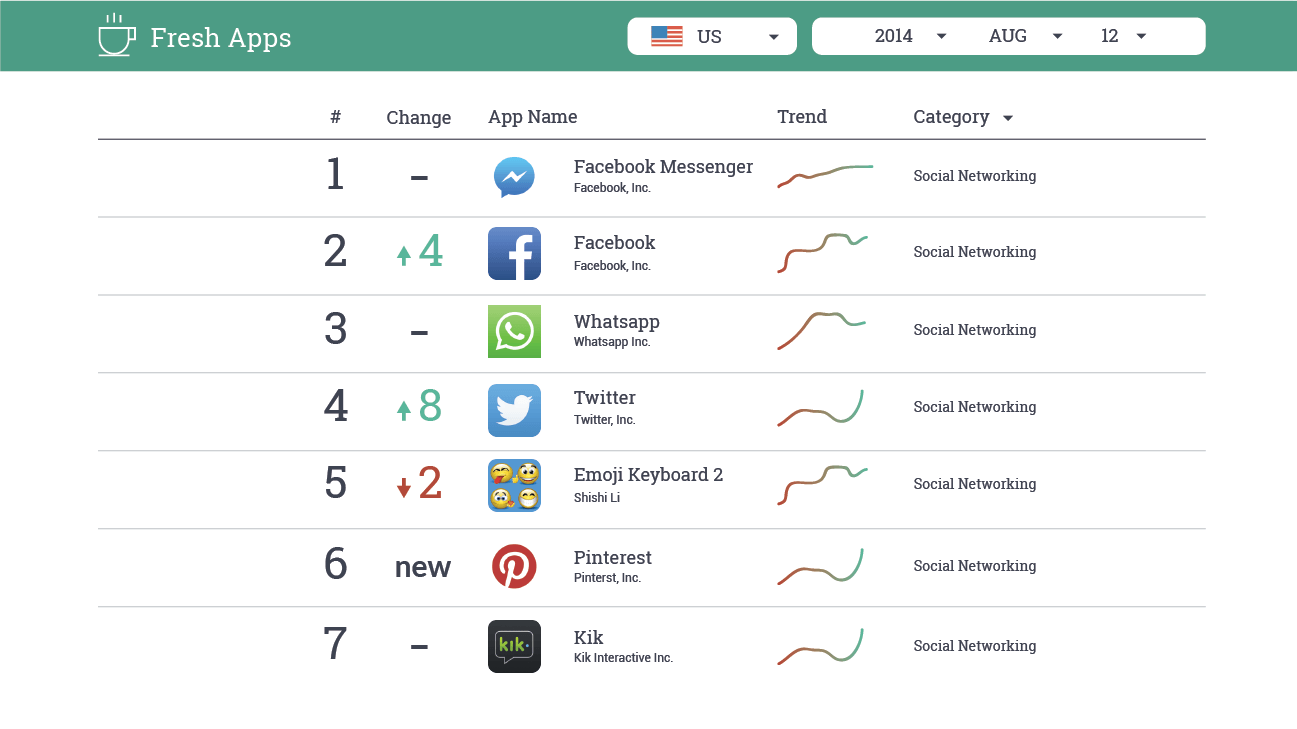 Fresh Apps
US
2014 AUG 12
# Change App Name Trend Category
1 – Facebook Messenger Social Networking
Facebook, Inc.
2 4 Facebook Social Networking
Facebook, Inc.
3 – Whatsapp Social Networking
Whatsapp Inc.
4 8 Twitter Social Networking
Twitter, Inc.
5 2 Emoji Keyboard 2 Social Networking
Shishi Li
6 new Pinterest Social Networking
Pinterst, Inc.
7 – kik Kik Social Networking
Kik Interactive Inc.